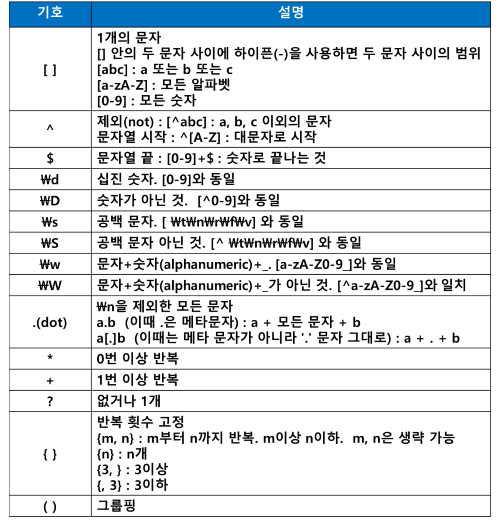 기호 설명
[ ]
1개의 문자
[] 안의 두 문자 사이에 하이픈(-)을 사용하면 두 문자 사이의 범위
[abc] : a 또는 b 또는 c
[a-zA-Z] : 모든 알파벳
[0-9] : 모든 숫자
^
제외(not) : [^abc] : a, b, c 이외의 문자
문자열 시작 : ^[A-Z] : 대문자로 시작
$ 문자열 끝 : [0-9]+$ : 숫자로 끝나는 것
₩d 십진 숫자. [0-9]와 동일
₩D 숫자가 아닌 것. [^0-9]와 동일
₩s 공백 문자. [ ₩t₩n₩r₩f₩v] 와 동일
₩S 공백 문자 아닌 것. [^ ₩t₩n₩r₩f₩v] 와 동일
₩w 문자+숫자(alphanumeric)+_. [a-zA-Z0-9_]와 동일
₩W 문자+숫자(alphanumeric)+_가 아닌 것. [^a-zA-Z0-9_]와 일치
.(dot)
₩n을 제외한 모든 문자
a.b (이때 .은 메타문자) : a + 모든 문자 + b
a[.]b (이때는 메타 문자가 아니라 '.' 문자 그대로) : a + . + b
* 0번 이상 반복
+ 1번 이상 반복
? 없거나 1개
{ }
반복 횟수 고정
{m, n} : m부터 n까지 반복. m이상 n이하. m, n은 생략 가능
{n} : n개
{3, } : 3이상
{, 3} : 3이하
( ) 그룹핑